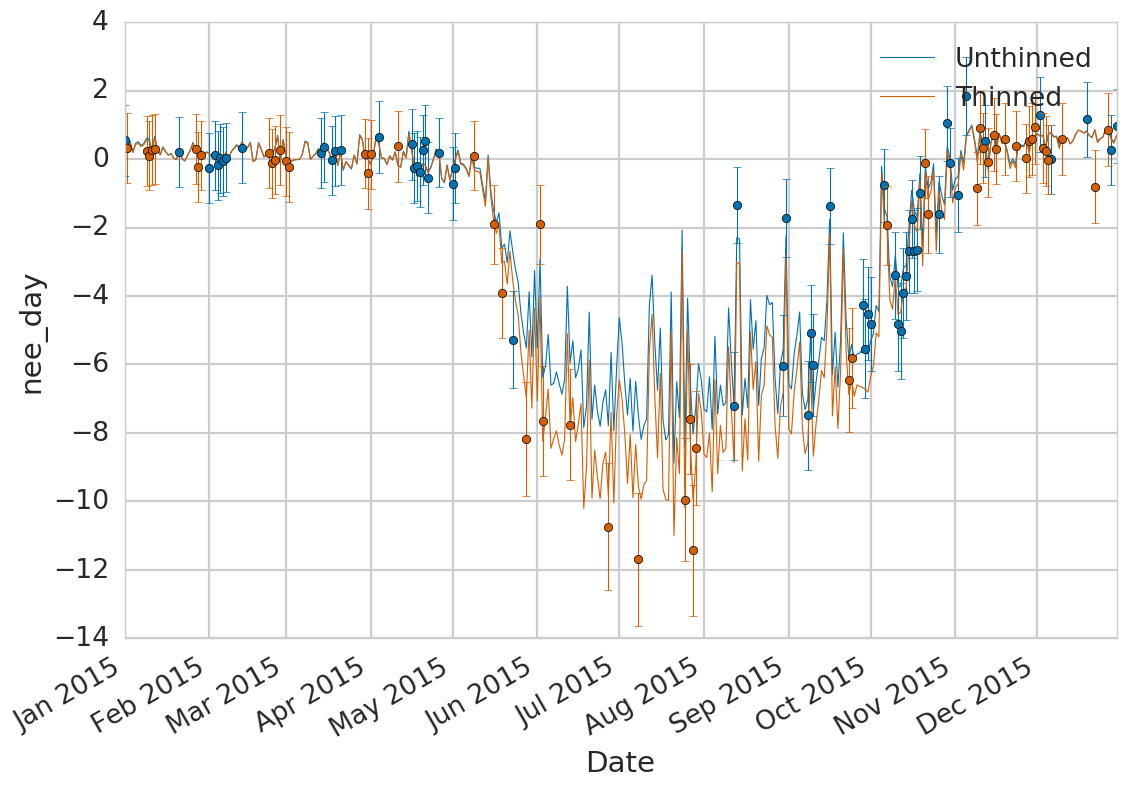 4
2
0
−2
−4
−6
−8
−10
−12
−14
nee_day
Unthinned
Thinned
Jan 2015
Feb 2015
Mar 2015
Apr 2015
May 2015
Jun 2015
Jul 2015
Aug 2015
Sep 2015
Oct 2015
Nov 2015
Dec 2015
Date